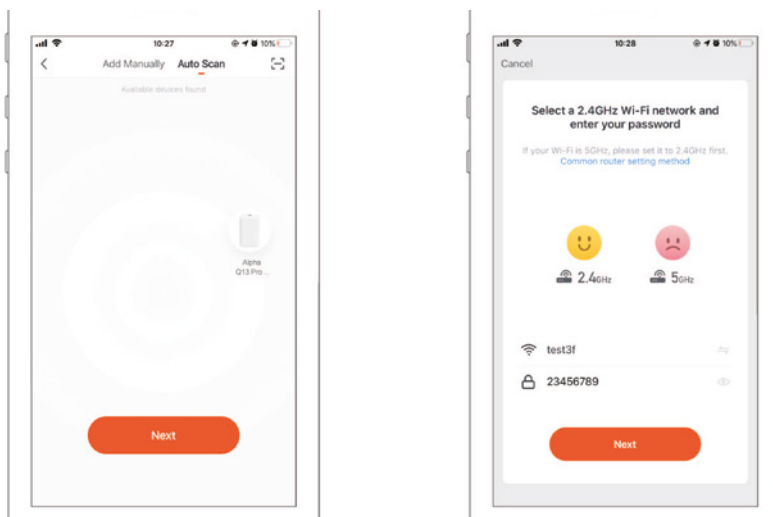 10:27
10%
Add Manually Auto Scan
Available devices found
Alpha
Q13 Pro ...
Next
10:28
10%
Cancel
Select a 2.4GHz Wi-Fi network and
enter your password
If your Wi-Fi is 5GHz, please set it to 2.4GHz first.
Common router setting method
2.4GHz
5GHz
test3f
23456789
Next